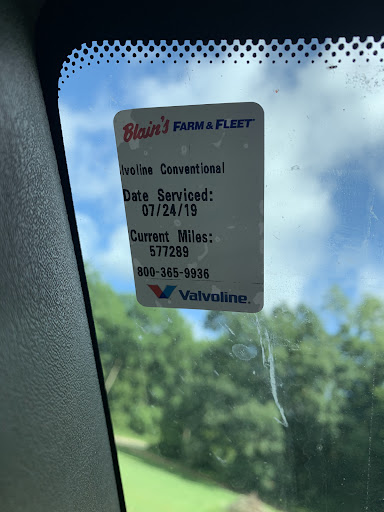 Blain's FARM & FLEET
lvoline Conventional
Date Serviced:
07/24/19
Current Miles:
577289
800-365-9936
Valvoline.